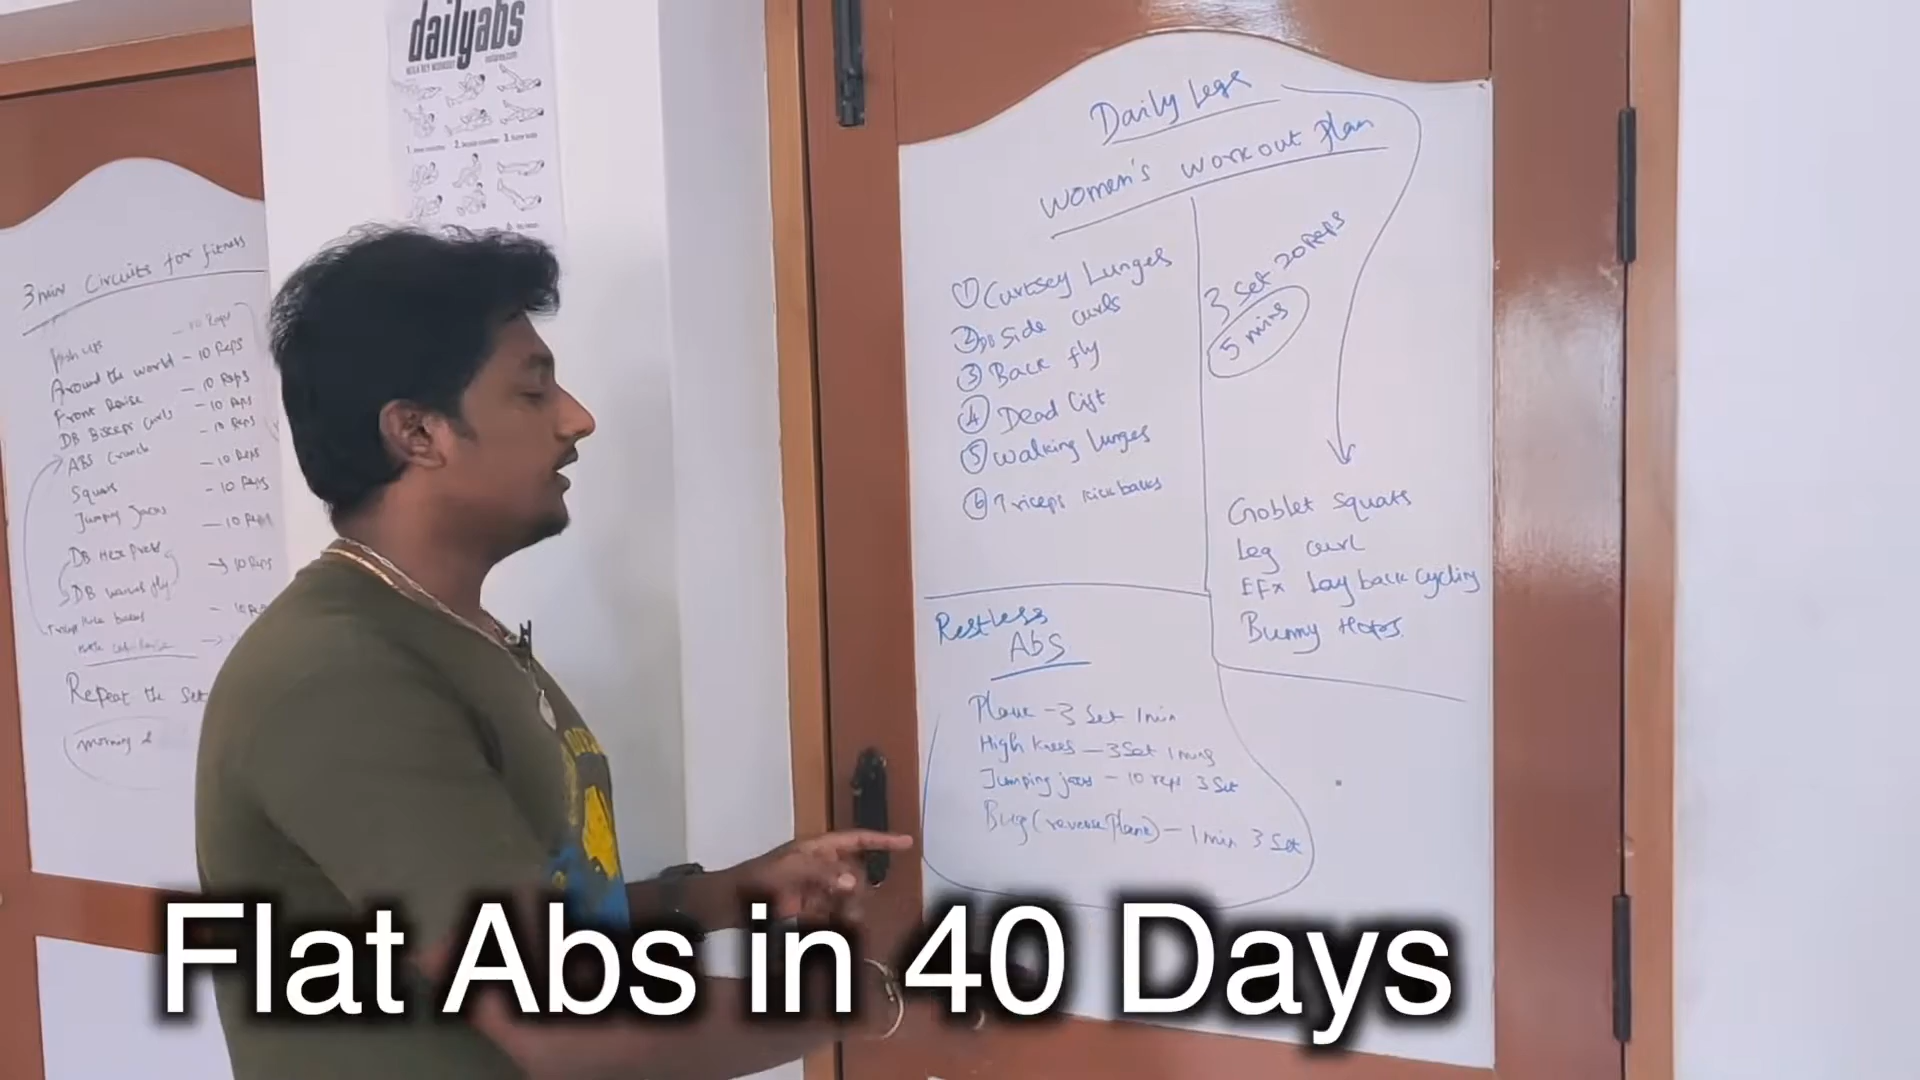 dailyabs
3 min Circuits for fitness
Push ups - 10 Reps
Around the world - 10 Reps
Front Raise - 10 Reps
DB Biceps curls - 10 Reps
ABS Crunch - 10 Reps
Squats - 10 Reps
Jumping Jacks - 10 Reps
DB Hex Press - 10 Reps
DB → 10 Reps
Repeat the Set
morning &
Daily Legs
women's workout Plan
① Curtsey Lunges
② DB Side curls
③ Back fly
④ Dead list
⑤ walking lunges
⑥ Triceps kickbacks
3 Set 20 Reps
5 mins
Goblet Squats
Leg curl
EFX Lay back cycling
Bunny Hops
Restless
Abs
Plank - 3 Set 1 min
High knees - 3 Set 1 mins
Jumping jacks - 10 reps 3 Set
Bug (reverse plank) - 1 min 3 Set
Flat Abs in 40 Days